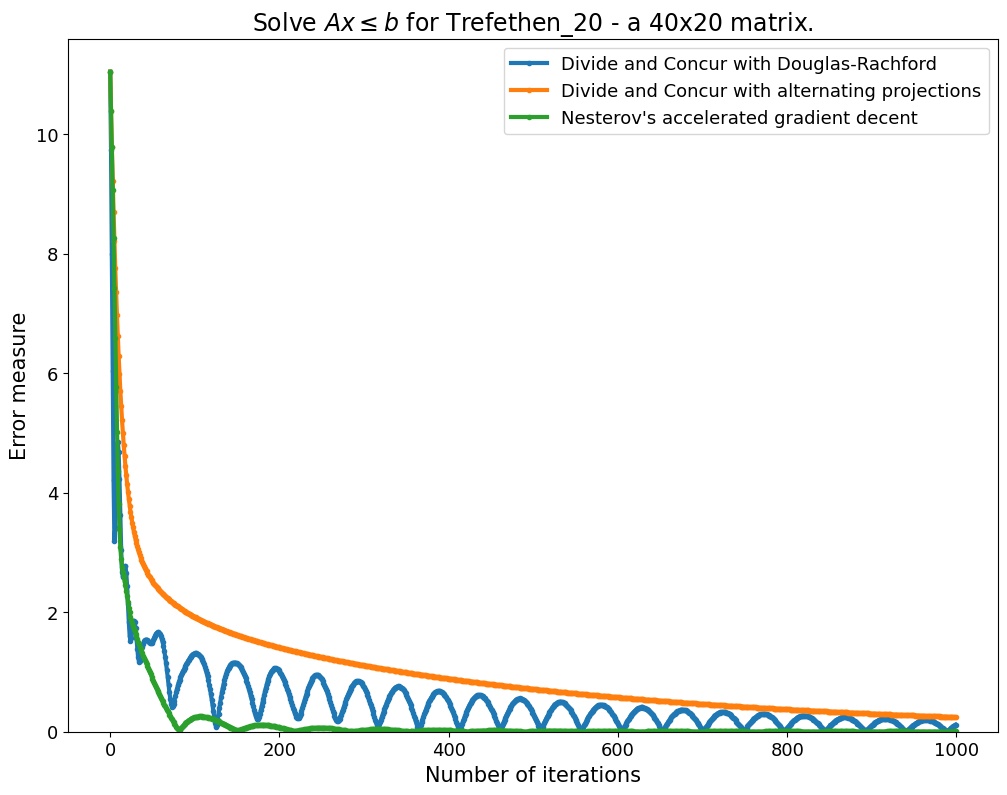 Solve $Ax ≤ b$ for Trefethen_20 - a 40x20 matrix.
Divide and Concur with Douglas-Rachford
Divide and Concur with alternating projections
Nesterov's accelerated gradient decent
Error measure
10
8
6
4
2
0
0 200 400 600 800 1000
Number of iterations